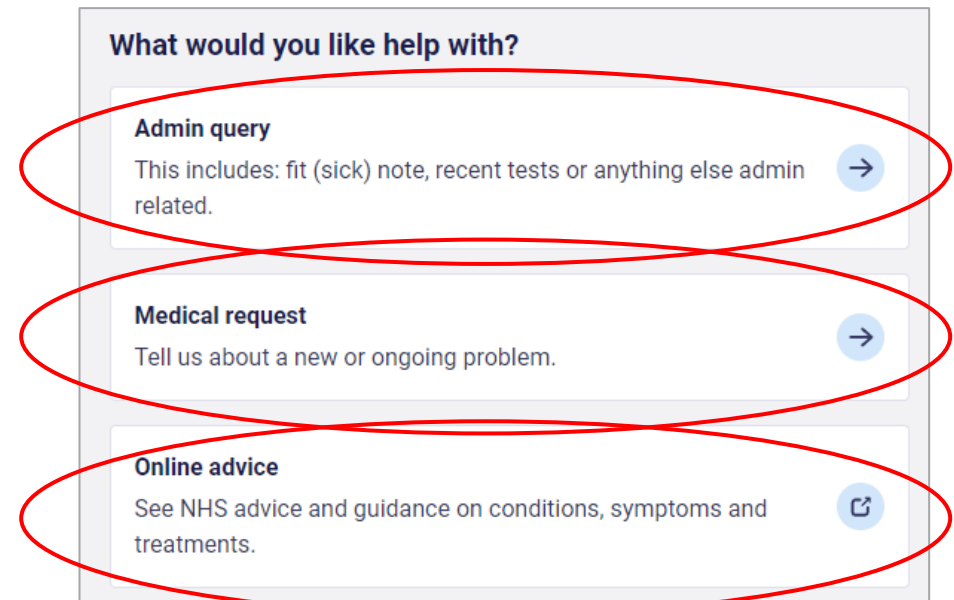 What would you like help with?
Admin query
This includes: fit (sick) note, recent tests or anything else admin
related.
Medical request
Tell us about a new or ongoing problem.
Online advice
See NHS advice and guidance on conditions, symptoms and
treatments.